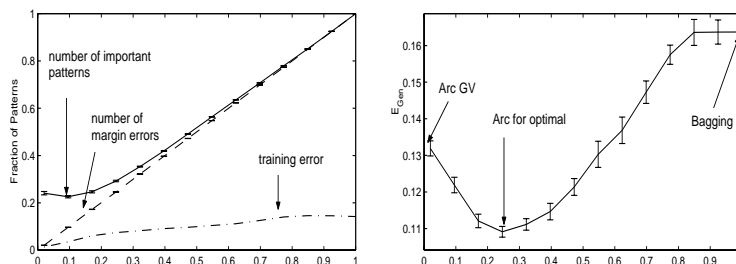 1
0.8
0.6
0.4
0.2
0
Fraction of Patterns
number of important
patterns
number of
margin errors
training error
0 0.1 0.2 0.3 0.4 0.5 0.6 0.7 0.8 0.9 1
0.16
0.15
0.14
0.13
0.12
0.11
E_Gen
Arc GV
Arc for optimal
Bagging
0 0.1 0.2 0.3 0.4 0.5 0.6 0.7 0.8 0.9